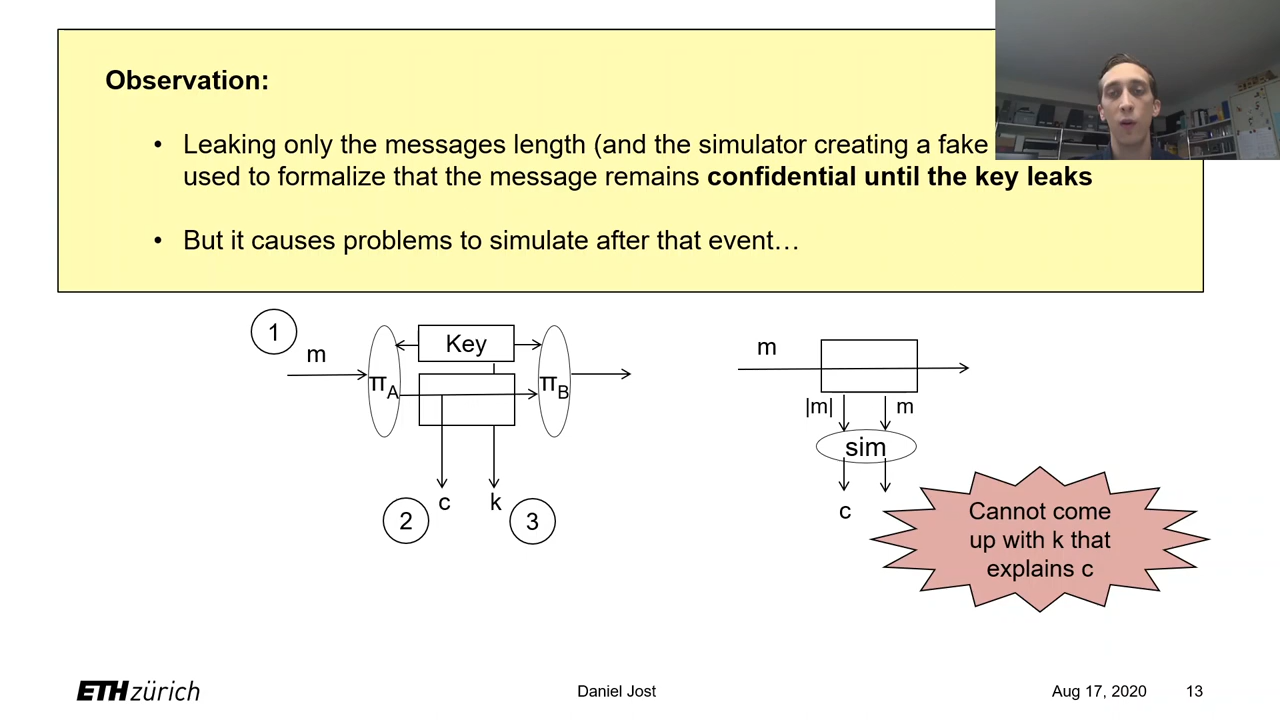 Observation:
• Leaking only the messages length (and the simulator creating a fake
used to formalize that the message remains confidential until the key leaks
• But it causes problems to simulate after that event…
1
m
Key
πA
πB
2
c
k
3
m
|m|
m
sim
c
Cannot come
up with k that
explains c
ETH zürich
Daniel Jost
Aug 17, 2020
13